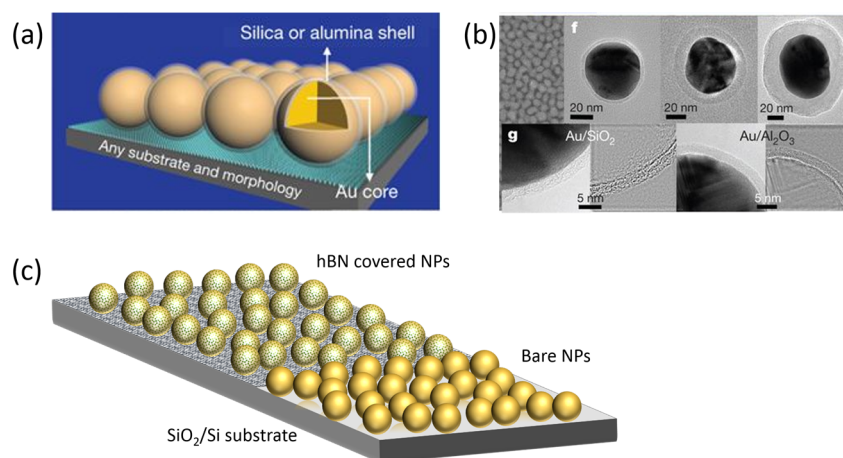 (a)
Silica or alumina shell
Any substrate and morphology
Au core
(b)
f
20 nm
20 nm
20 nm
g
Au/SiO₂
Au/Al₂O₃
5 nm
5 nm
(c)
hBN covered NPs
Bare NPs
SiO₂/Si substrate